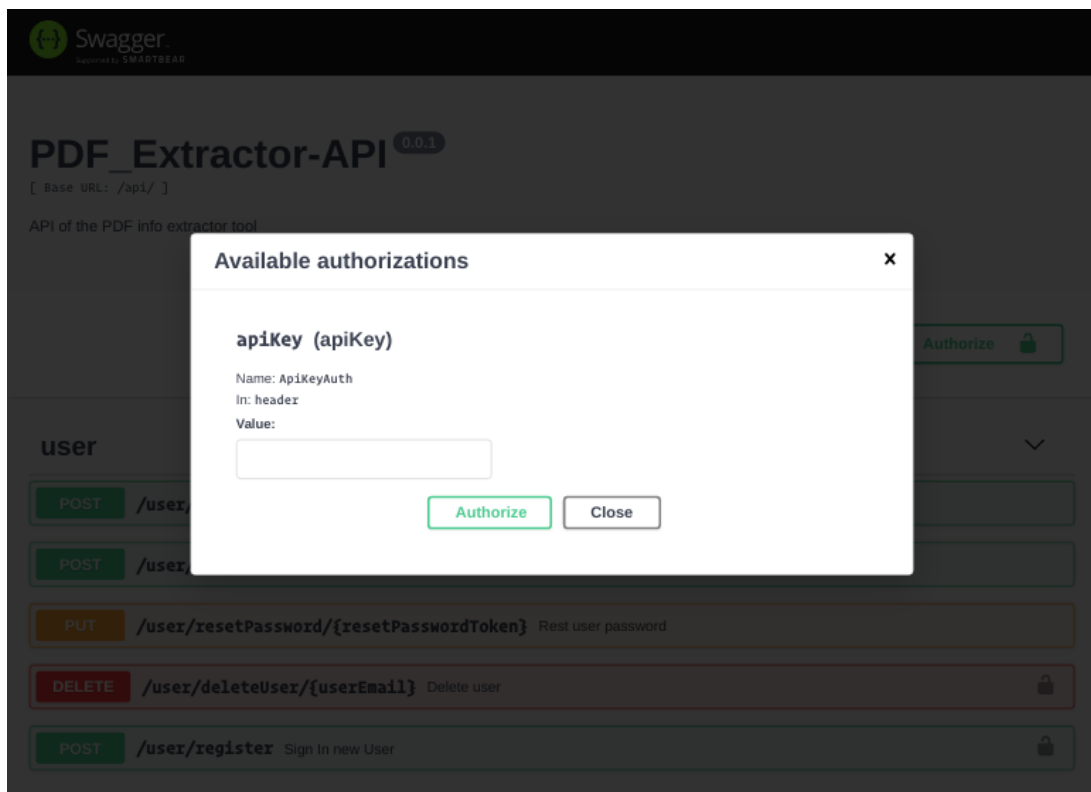 Swagger.
Supported by SMARTBEAR
PDF_Extractor-API 0.0.1
[ Base URL: /api/ ]
API of the PDF info extractor tool
Available authorizations
x
apiKey (apiKey)
Name: ApiKeyAuth
In: header
Value:
Authorize Close
Authorize
user
POST /user/
POST /user/
PUT /user/resetPassword/{resetPasswordToken} Rest user password
DELETE /user/deleteUser/{userEmail} Delete user
POST /user/register Sign In new User